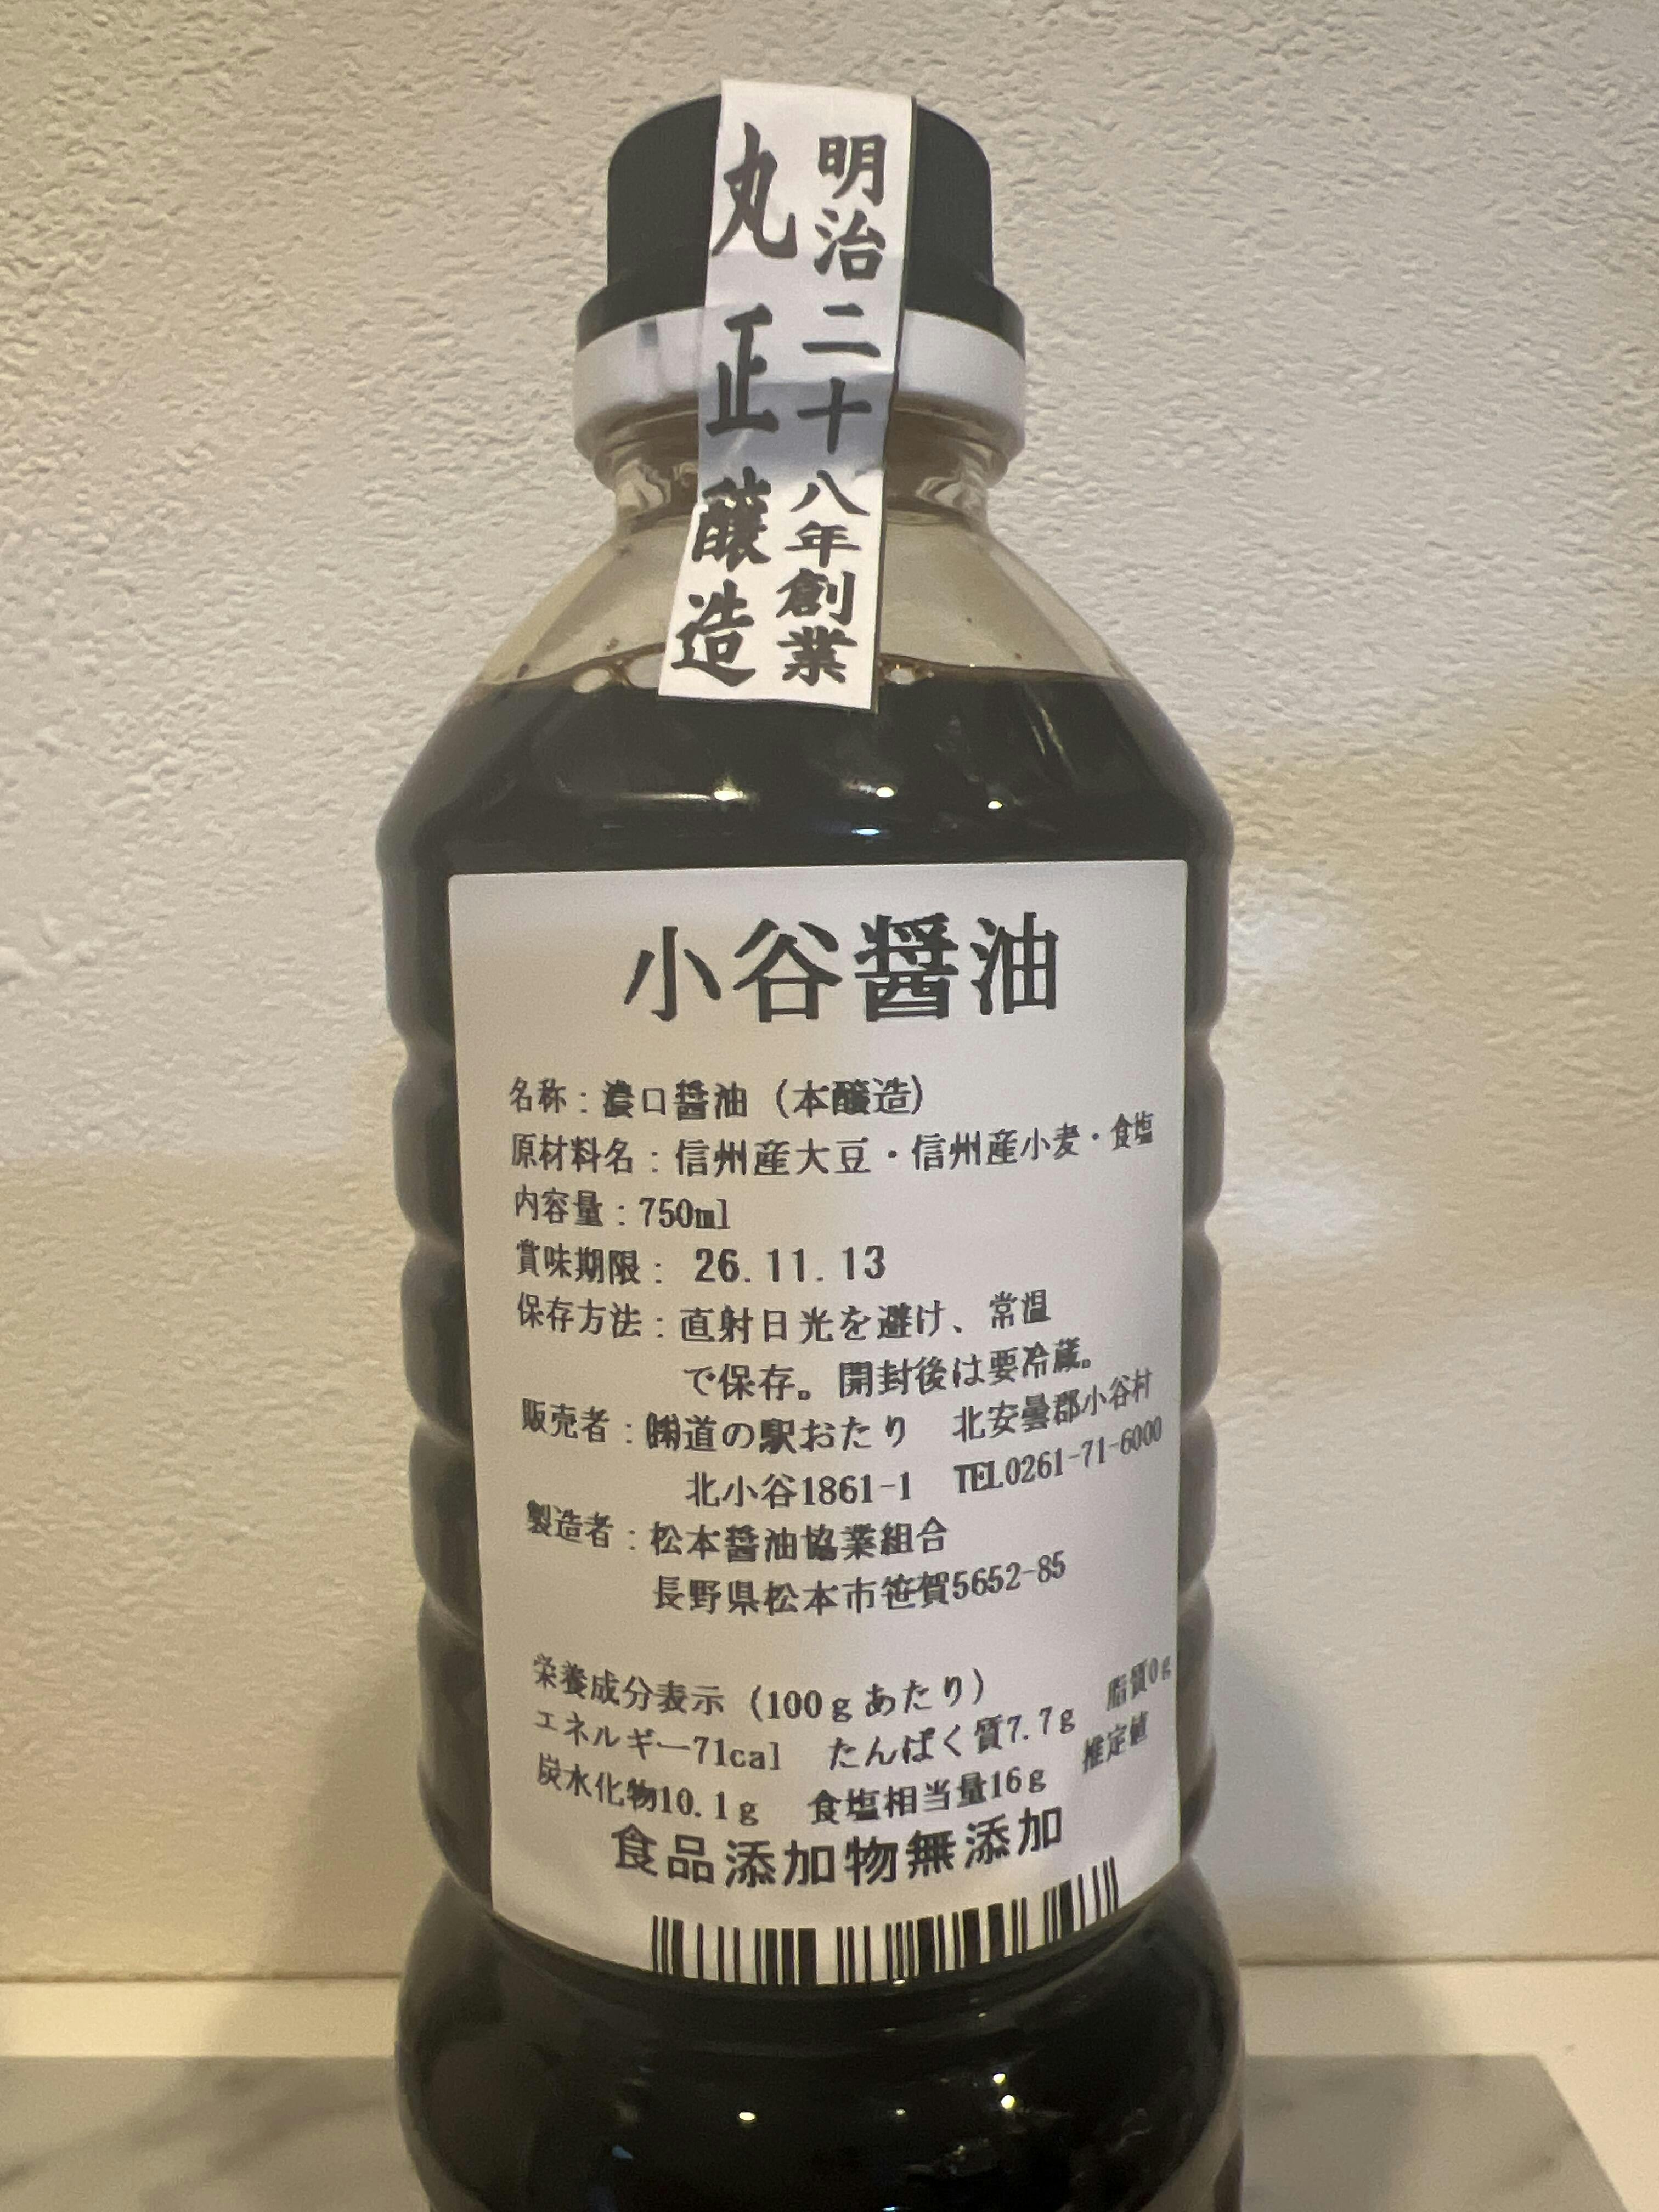 明治二十八年創業
丸正醸造
小谷醤油
名称：濃口醤油（本醸造）
原材料名：信州産大豆・信州産小麦・食塩
内容量：750ml
賞味期限： 26.11.13
保存方法：直射日光を避け、常温
で保存。開封後は要冷蔵。
販売者：㈱道の駅おたり　北安曇郡小谷村
北小谷1861-1　TEL0261-71-6000
製造者：松本醤油協業組合
長野県松本市笹賀5652-85
栄養成分表示（100gあたり）
エネルギー71cal　たんぱく質7.7g　脂質0g
炭水化物10.1g　食塩相当量16g　推定値
食品添加物無添加